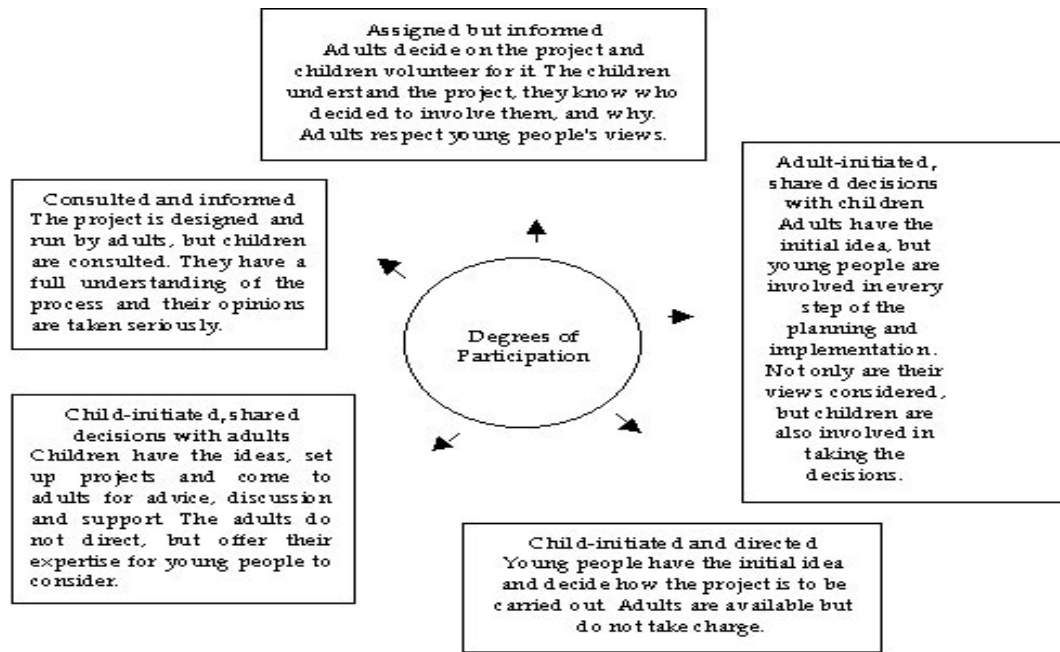 Assigned but informed
Adults decide on the project and
children volunteer for it. The children
understand the project, they know who
decided to involve them, and why.
Adults respect young people's views.
Adult-initiated,
shared decisions
with children
Adults have the
initial idea, but
young people are
involved in every
step of the
planning and
implementation.
Not only are their
views considered,
but children are
also involved in
taking the
decisions.
Consulted and informed
The project is designed and
run by adults, but children
are consulted. They have a
full understanding of the
process and their opinions
are taken seriously.
Degrees of
Participation
Child-initiated, shared
decisions with adults
Children have the ideas, set
up projects and come to
adults for advice, discussion
and support. The adults do
not direct, but offer their
expertise for young people to
consider.
Child-initiated and directed
Young people have the initial idea
and decide how the project is to be
carried out. Adults are available but
do not take charge.